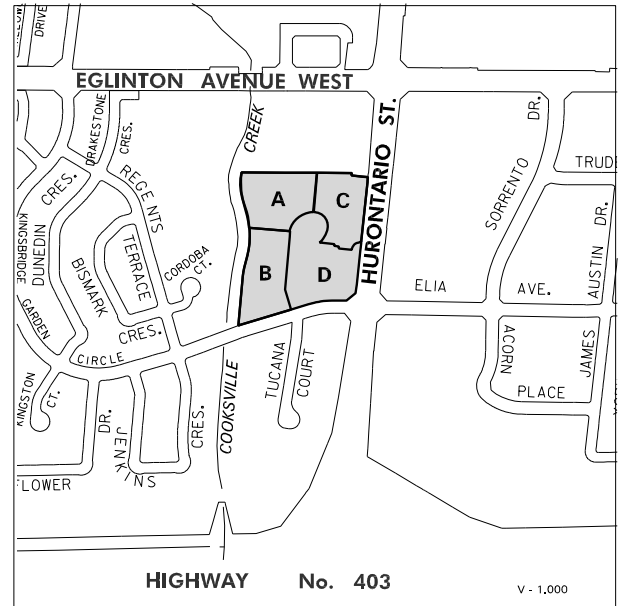 DRIVE
EGLINTON AVENUE WEST
DRAKESTONE
CRES.
CREEK
HURONTARIO ST.
DR.
SORRENTO
CRES.
REGENTS
A
C
KINGSBRIDGE
DUNEDIN
BISMARK
TERRACE
CORDOBA
CT.
B
D
ELIA
AVE.
AUSTIN
DR.
GARDEN
CIRCLE
CRES.
TUCANA
COURT
ACORN
PLACE
JAMES
KINGSTON
CT.
DR.
JENKINS
CRES.
COOKSVILLE
HIGHWAY No. 403
V - 1.000